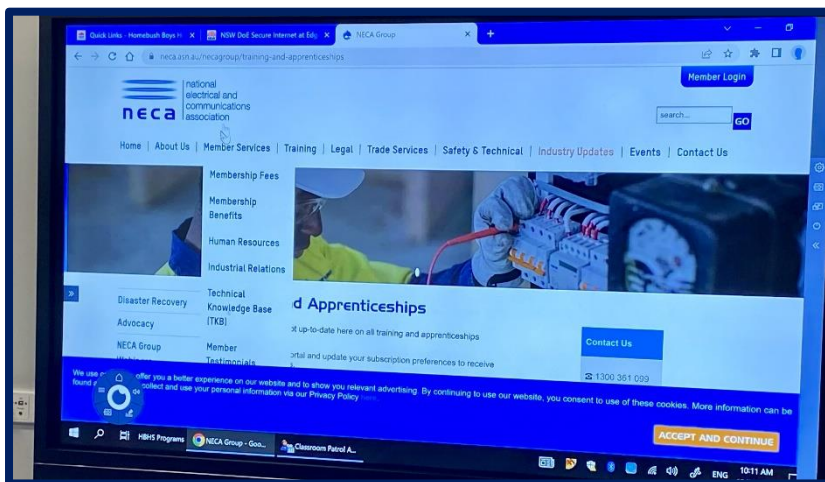 Quick Links - Homebush Boys H
NSW DoE Secure Internet at Edg
NECA Group
neca.asn.au/necagroup/training-and-apprenticeships
Member Login
neca
national
electrical and
communications
association
search...
GO
Home | About Us | Member Services | Training | Legal | Trade Services | Safety & Technical | Industry Updates | Events | Contact Us
Membership Fees
Membership
Benefits
Human Resources
Industrial Relations
Technical
Knowledge Base
(TKB)
Member
Testimonials
Disaster Recovery
Advocacy
NECA Group
d Apprenticeships
up-to-date here on all training and apprenticeships
and update your subscription preferences to receive
Contact Us
1300 361 099
We use offer you a better experience on our website and to show you relevant advertising. By continuing to use our website, you consent to use of these cookies. More information can be
found collect and use your personal information via our Privacy Policy here.
ACCEPT AND CONTINUE
HBHS Programs
NECA Group - Goo...
Classroom Patrol A...
ENG
10:11 AM